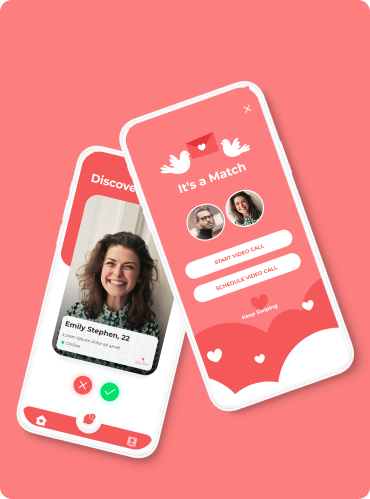 Discove
Emily Stephen, 22
Lorem ipsum dolor sit amet
Online
It's a Match
START VIDEO CALL
SCHEDULE VIDEO CALL
Keep Swiping